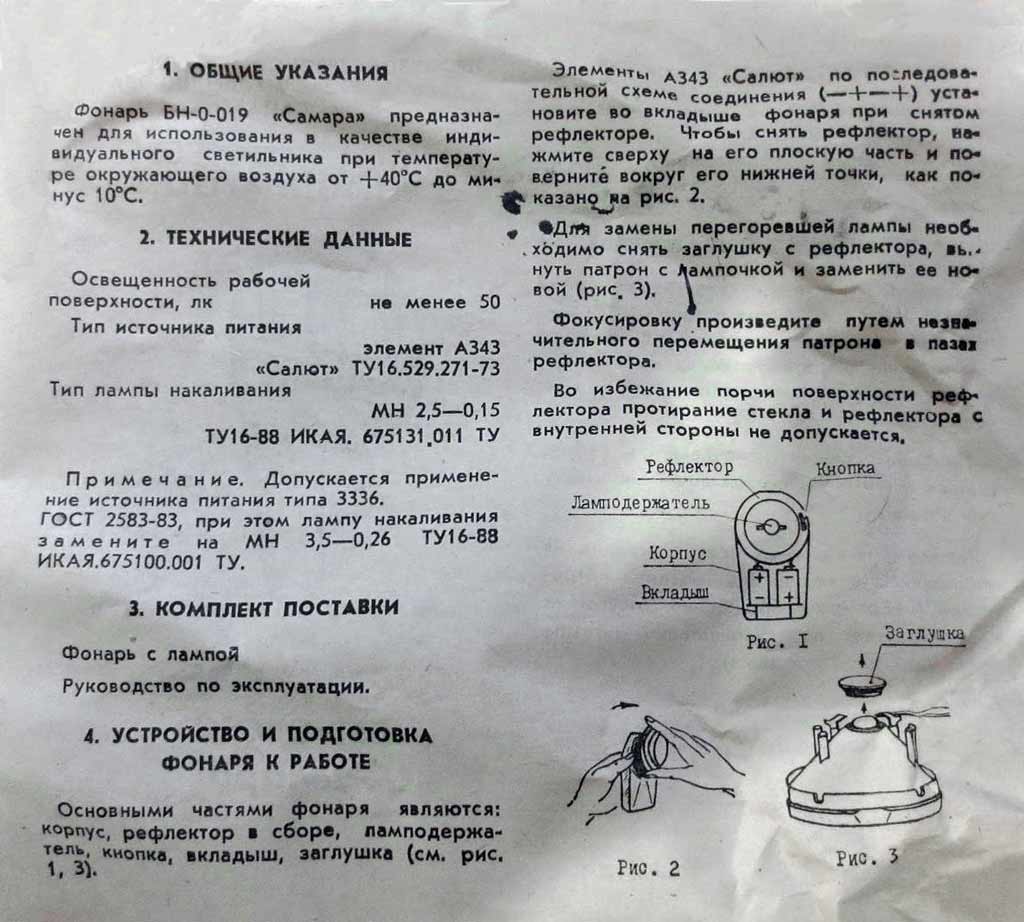 1. ОБЩИЕ УКАЗАНИЯ
Фонарь БН-0-019 «Самара» предназна-
чен для использования в качестве инди-
видуального светильника при температу-
ре окружающего воздуха от +40°С до ми-
нус 10°С.
2. ТЕХНИЧЕСКИЕ ДАННЫЕ
Освещенность рабочей
поверхности, лк не менее 50
Тип источника питания
элемент А343
«Салют» ТУ16.529.271-73
Тип лампы накаливания
МН 2,5—0,15
ТУ16-88 ИКАЯ. 675131.011 ТУ
Примечание. Допускается примене-
ние источника питания типа 3336.
ГОСТ 2583-83, при этом лампу накаливания
замените на МН 3,5—0,26 ТУ16-88
ИКАЯ.675100.001 ТУ.
3. КОМПЛЕКТ ПОСТАВКИ
Фонарь с лампой
Руководство по эксплуатации.
4. УСТРОЙСТВО И ПОДГОТОВКА
ФОНАРЯ К РАБОТЕ
Основными частями фонаря являются:
корпус, рефлектор в сборе, ламподержа-
тель, кнопка, вкладыш, заглушка (см. рис.
1, 3).
Элементы А343 «Салют» по последова-
тельной схеме соединения (—+—+) уста-
новите во вкладыше фонаря при снятом
рефлекторе. Чтобы снять рефлектор, на-
жмите сверху на его плоскую часть и по-
верните вокруг его нижней точки, как по-
казано на рис. 2.
Для замены перегоревшей лампы необ-
ходимо снять заглушку с рефлектора, вы-
нуть патрон с лампочкой и заменить ее но-
вой (рис. 3).
Фокусировку произведите путем незна-
чительного перемещения патрона в пазах
рефлектора.
Во избежание порчи поверхности реф-
лектора протирание стекла и рефлектора с
внутренней стороны не допускается.
Рефлектор
Кнопка
Ламподержатель
Корпус
Вкладыш
+
+
−
−
Рис. I
Заглушка
Рис. 2
Рис. 3